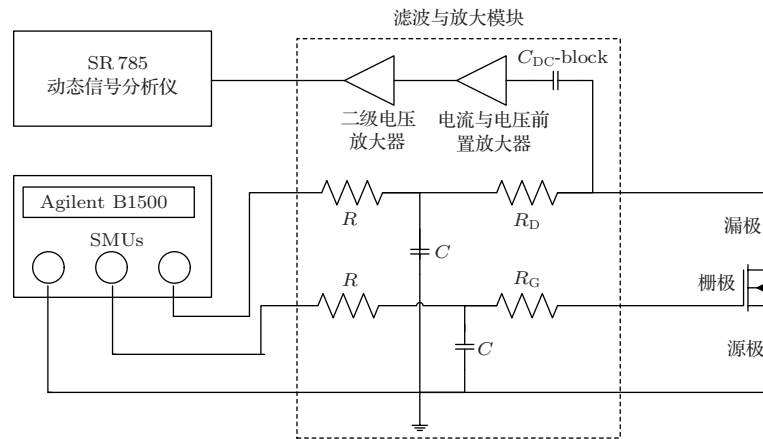 滤波与放大模块
SR 785
动态信号分析仪
C_DC-block
二级电压
放大器
电流与电压前
置放大器
Agilent B1500
SMUs
R
R_D
漏极
C
R
R_G
栅极
C
源极